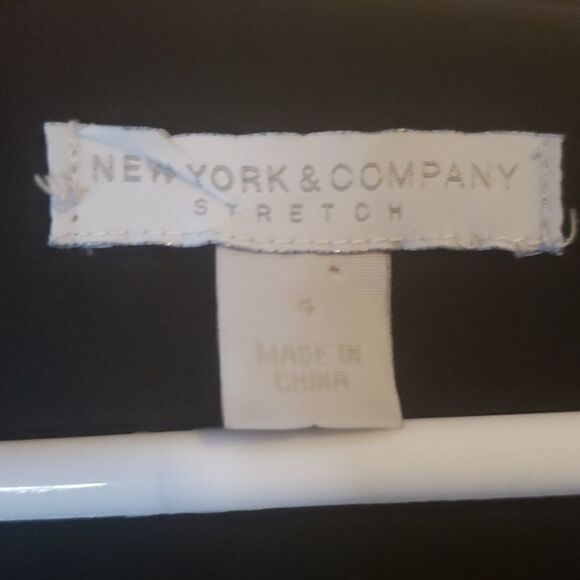 NEW YORK & COMPANY
STRETCH
4
MADE IN
CHINA